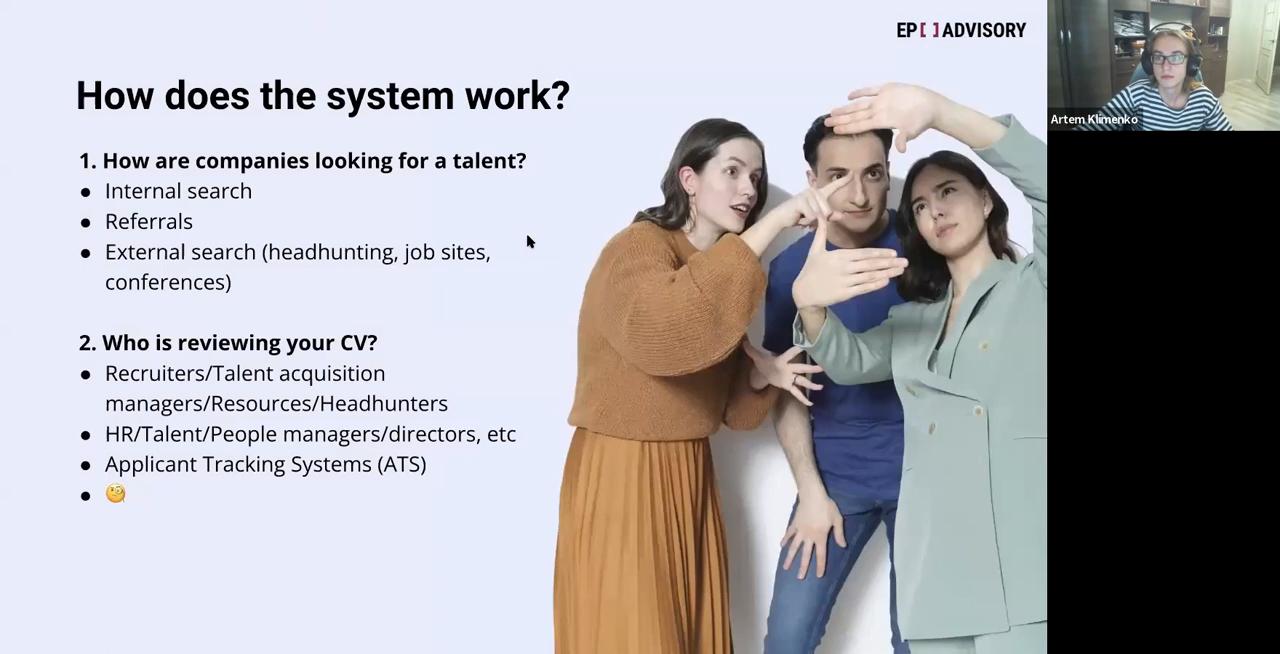 EP[ ]ADVISORY
How does the system work?
1. How are companies looking for a talent?
● Internal search
● Referrals
● External search (headhunting, job sites,
conferences)
2. Who is reviewing your CV?
● Recruiters/Talent acquisition
managers/Resources/Headhunters
● HR/Talent/People managers/directors, etc
● Applicant Tracking Systems (ATS)
● 🧐
Artem Klimenko